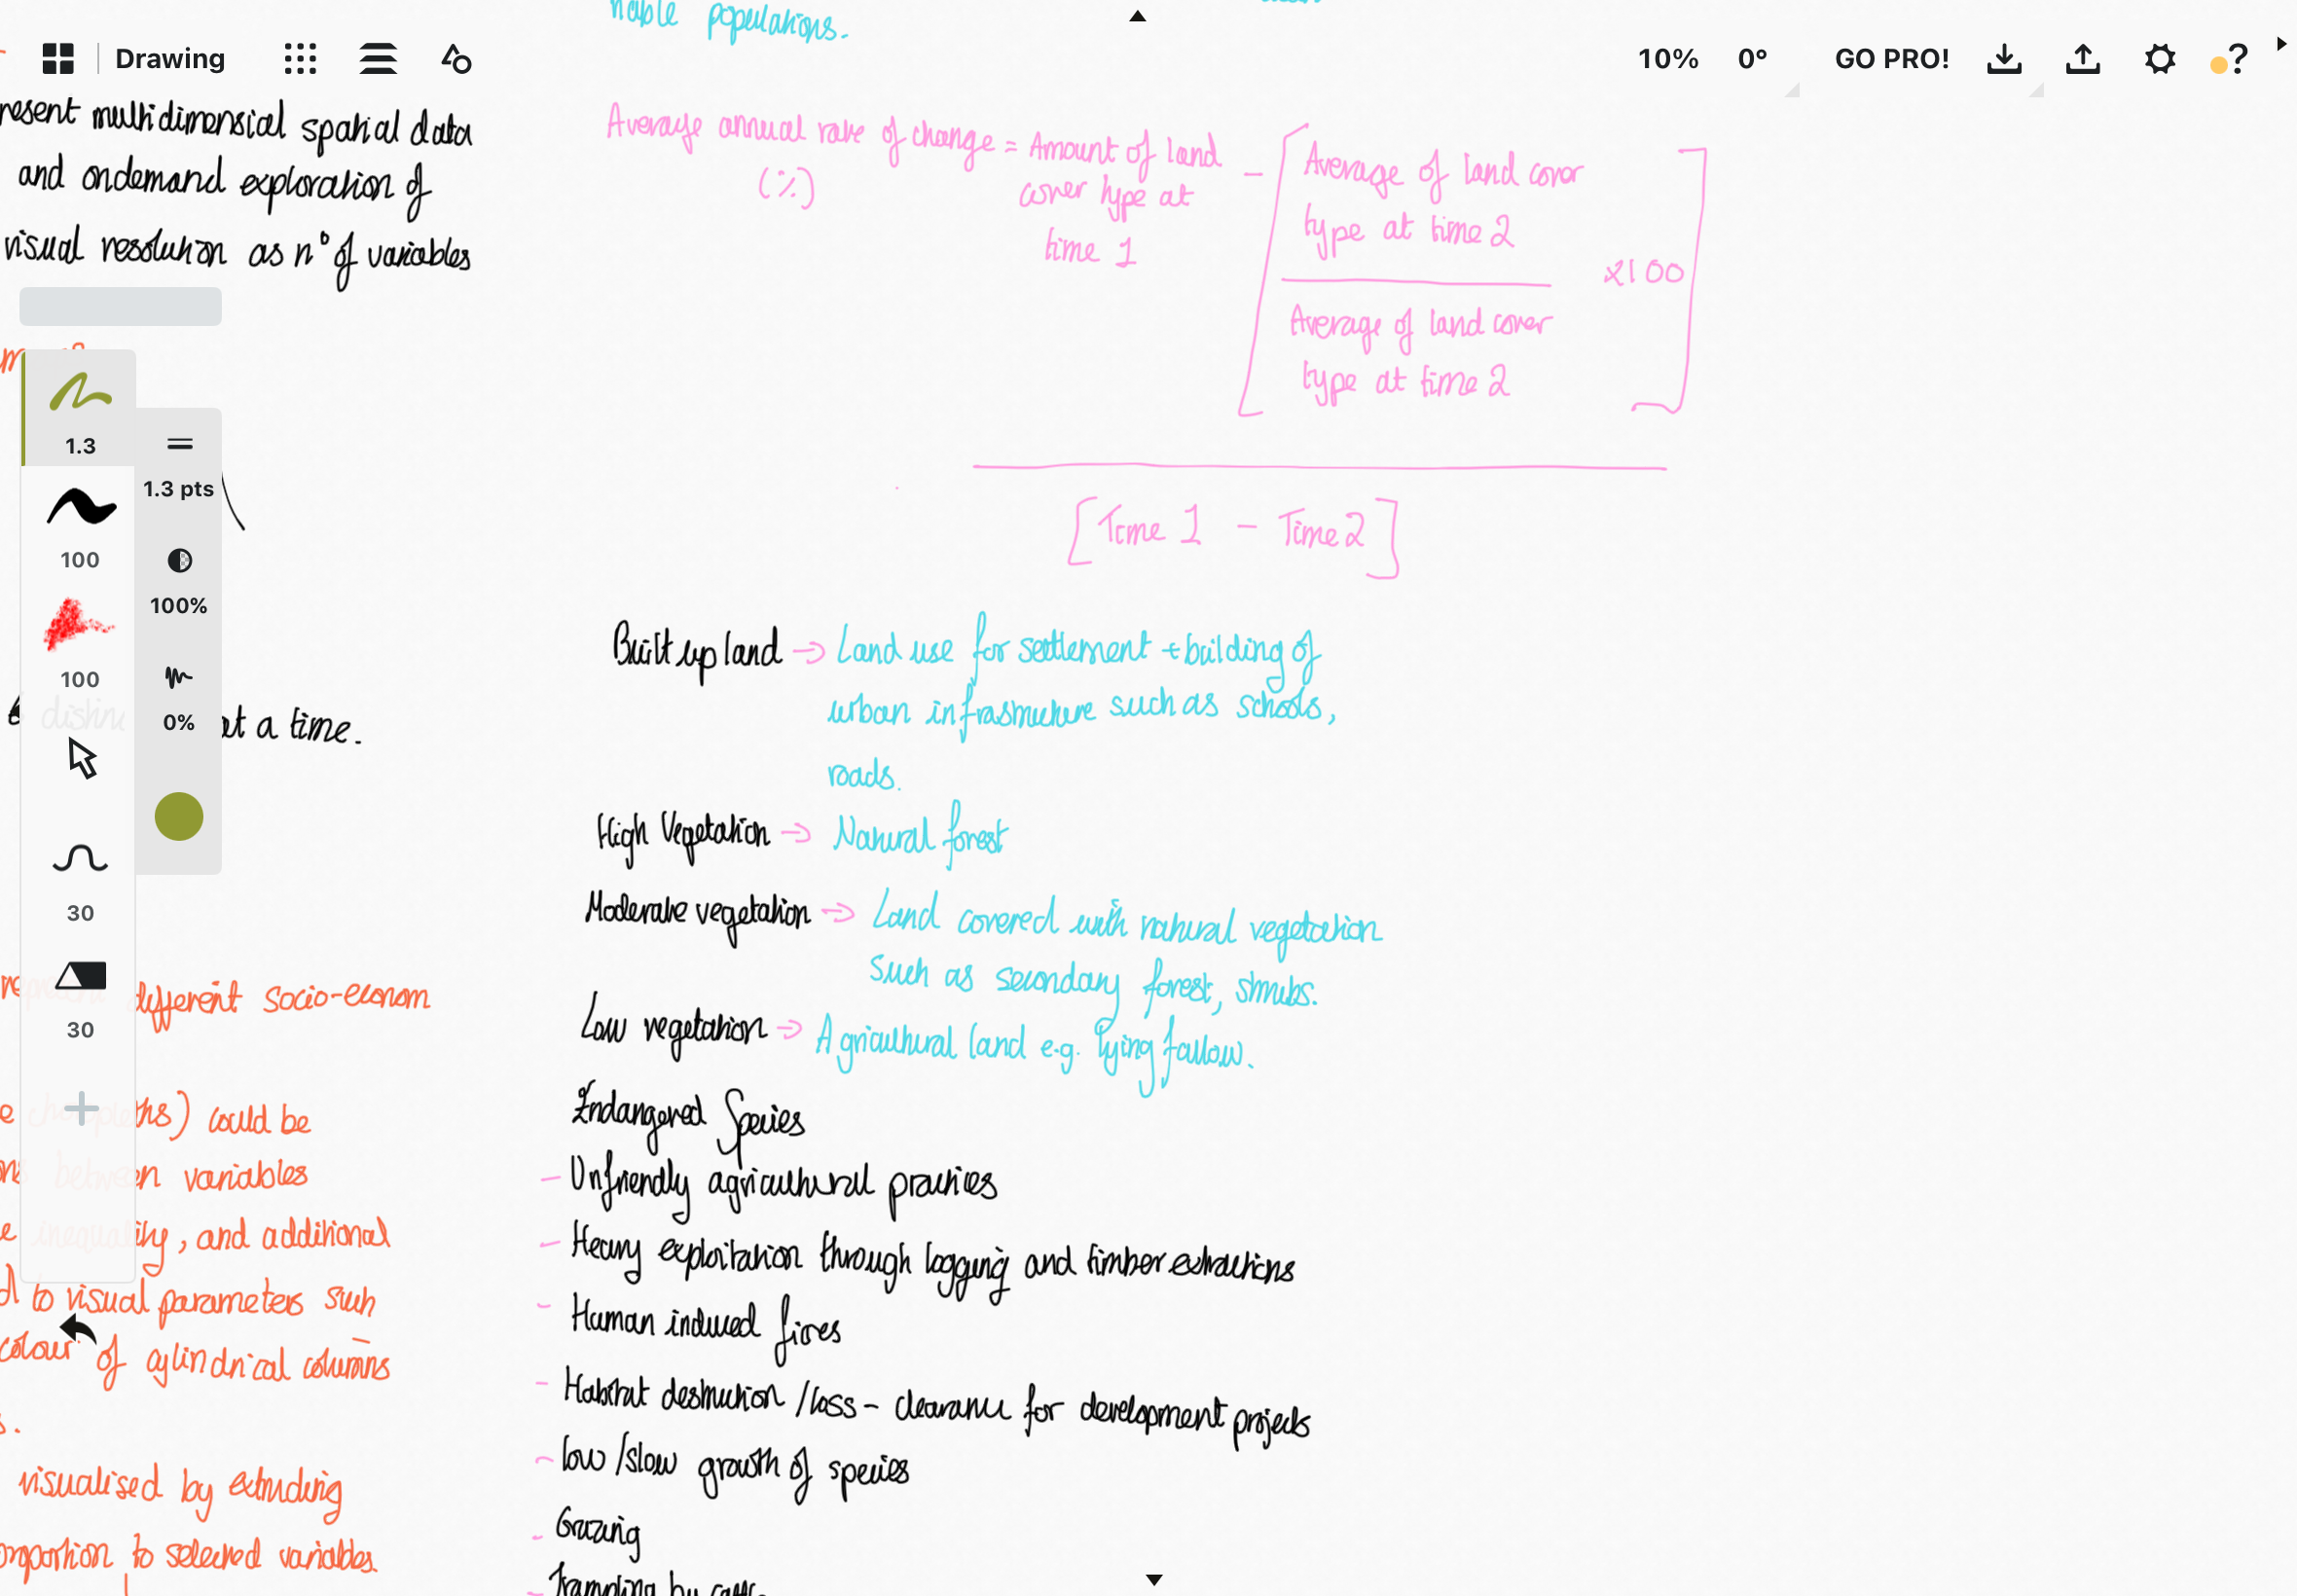 nable populations.
Drawing
10%
0°
GO PRO!
?
resent multidimensial spatial data
and ondemand exploration of
visual resolution as n° of variables
1.3
1.3 pts
100
100%
100
0%
distinc at a time.
30
30
represent different socio-econom
choropleths) could be
between variables
inequality, and additional
to visual parameters such
colour of cylindrical columns
s.
visualised by extruding
omportion to selected variables
Average annual rate of change = Amount of land
(%)
cover type at
time 1
-
Average of land cover
type at time 2
x100
Average of land cover
type at time 2
[Time 1 - Time 2]
Built up land → Land use for settlement + building of
urban infrastructure such as schools,
roads.
High Vegetation → Natural forest
Moderate vegetation → Land covered with natural vegetation
such as secondary forest, shrubs.
Low vegetation → Agricultural land e.g. lying fallow.
Endangered Species
- Unfriendly agricultural practices
- Heavy exploitation through logging and timber extractions
- Human induced fires
- Habitat destruction / loss - clearance for development projects
- low / slow growth of species
- Grazing
- Trampling by